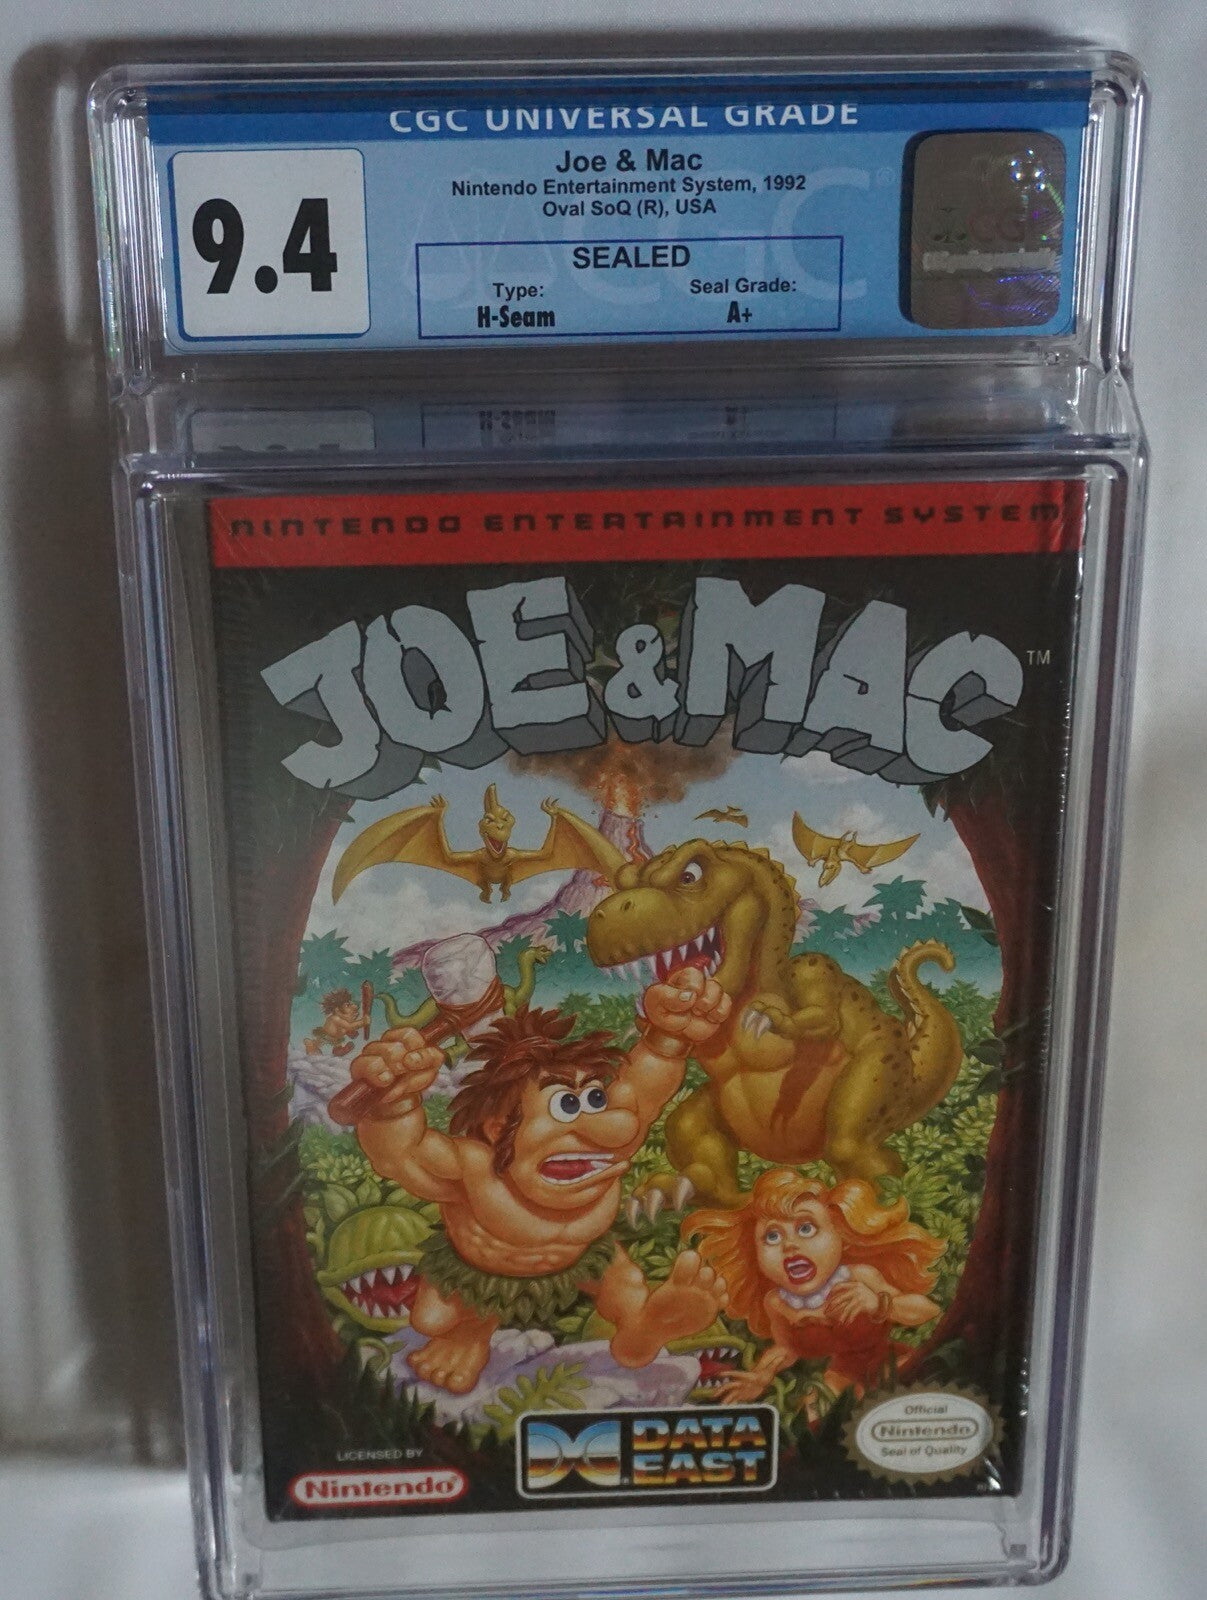 CGC UNIVERSAL GRADE
9.4
Joe & Mac
Nintendo Entertainment System, 1992
Oval SoQ (R), USA
SEALED
Type: Seal Grade:
H-Seam A+
CGC
NINTENDO ENTERTAINMENT SYSTEM
JOE & MAC TM
LICENSED BY
Nintendo®
DATA
EAST
Official
Nintendo
Seal of Quality